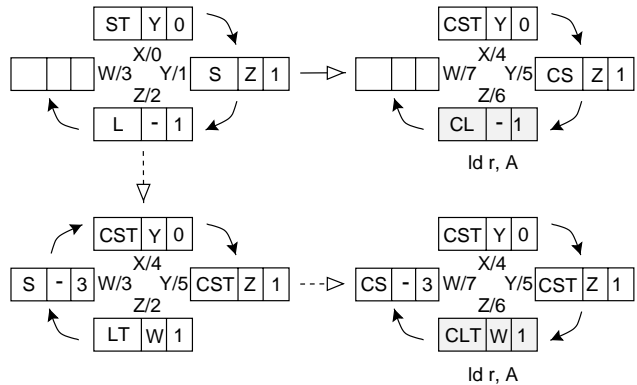 ST Y 0 CST Y 0
X/0 X/4
W/3 Y/1 S Z 1 W/7 Y/5 CS Z 1
Z/2 Z/6
L - 1 CL - 1
ld r, A
CST Y 0 CST Y 0
X/4 X/4
S - 3 W/3 Y/5 CST Z 1 CS - 3 W/7 Y/5 CST Z 1
Z/2 Z/6
LT W 1 CLT W 1
ld r, A